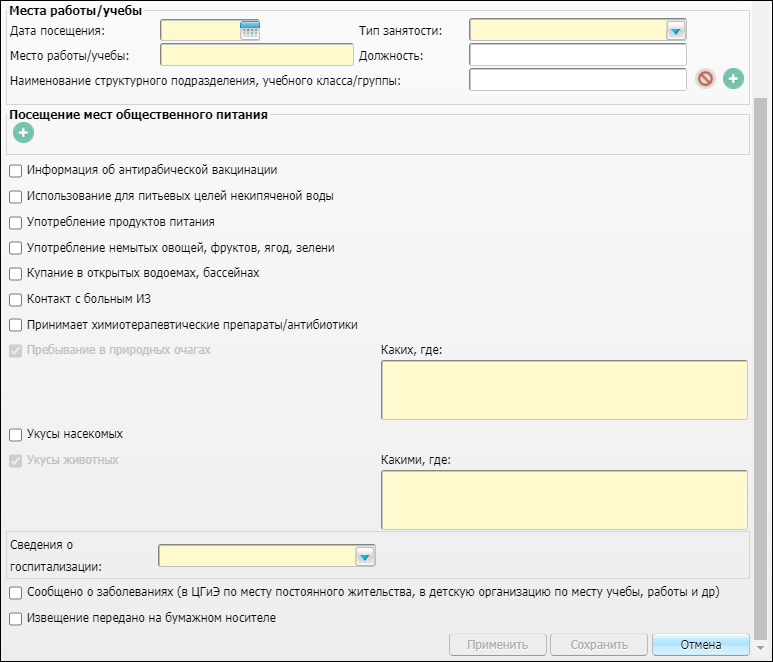 Места работы/учебы
Дата посещения: Тип занятости:
Место работы/учебы: Должность:
Наименование структурного подразделения, учебного класса/группы:
Посещение мест общественного питания
Информация об антирабической вакцинации
Использование для питьевых целей некипяченой воды
Употребление продуктов питания
Употребление немытых овощей, фруктов, ягод, зелени
Купание в открытых водоемах, бассейнах
Контакт с больным ИЗ
Принимает химиотерапевтические препараты/антибиотики
Пребывание в природных очагах Каких, где:
Укусы насекомых
Укусы животных Какими, где:
Сведения о
госпитализации:
Сообщено о заболеваниях (в ЦГиЭ по месту постоянного жительства, в детскую организацию по месту учебы, работы и др)
Извещение передано на бумажном носителе
Применить Сохранить Отмена